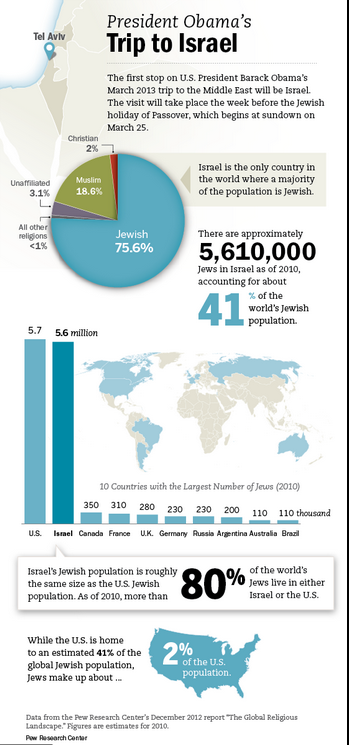 President Obama's
Trip to Israel
Tel Aviv
The first stop on U.S. President Barack Obama's
March 2013 trip to the Middle East will be Israel.
The visit will take place the week before the Jewish
holiday of Passover, which begins at sundown on
March 25.
Christian
2%
Muslim
18.6%
Unaffiliated
3.1%
All other
religions
<1%
Jewish
75.6%
Israel is the only country in
the world where a majority
of the population is Jewish.
There are approximately
5,610,000
Jews in Israel as of 2010,
accounting for about
41 % of the
world's Jewish
population.
5.7
5.6 million
10 Countries with the Largest Number of Jews (2010)
350 310 280 230 230 200 110 110 thousand
U.S. Israel Canada France U.K. Germany Russia Argentina Australia Brazil
Israel's Jewish population is roughly
the same size as the U.S. Jewish
population. As of 2010, more than
80% of the world's
Jews live in either
Israel or the U.S.
While the U.S. is home
to an estimated 41% of the
global Jewish population,
Jews make up about ...
2%
of the U.S.
population.
Data from the Pew Research Center's December 2012 report "The Global Religious
Landscape." Figures are estimates for 2010.
Pew Research Center